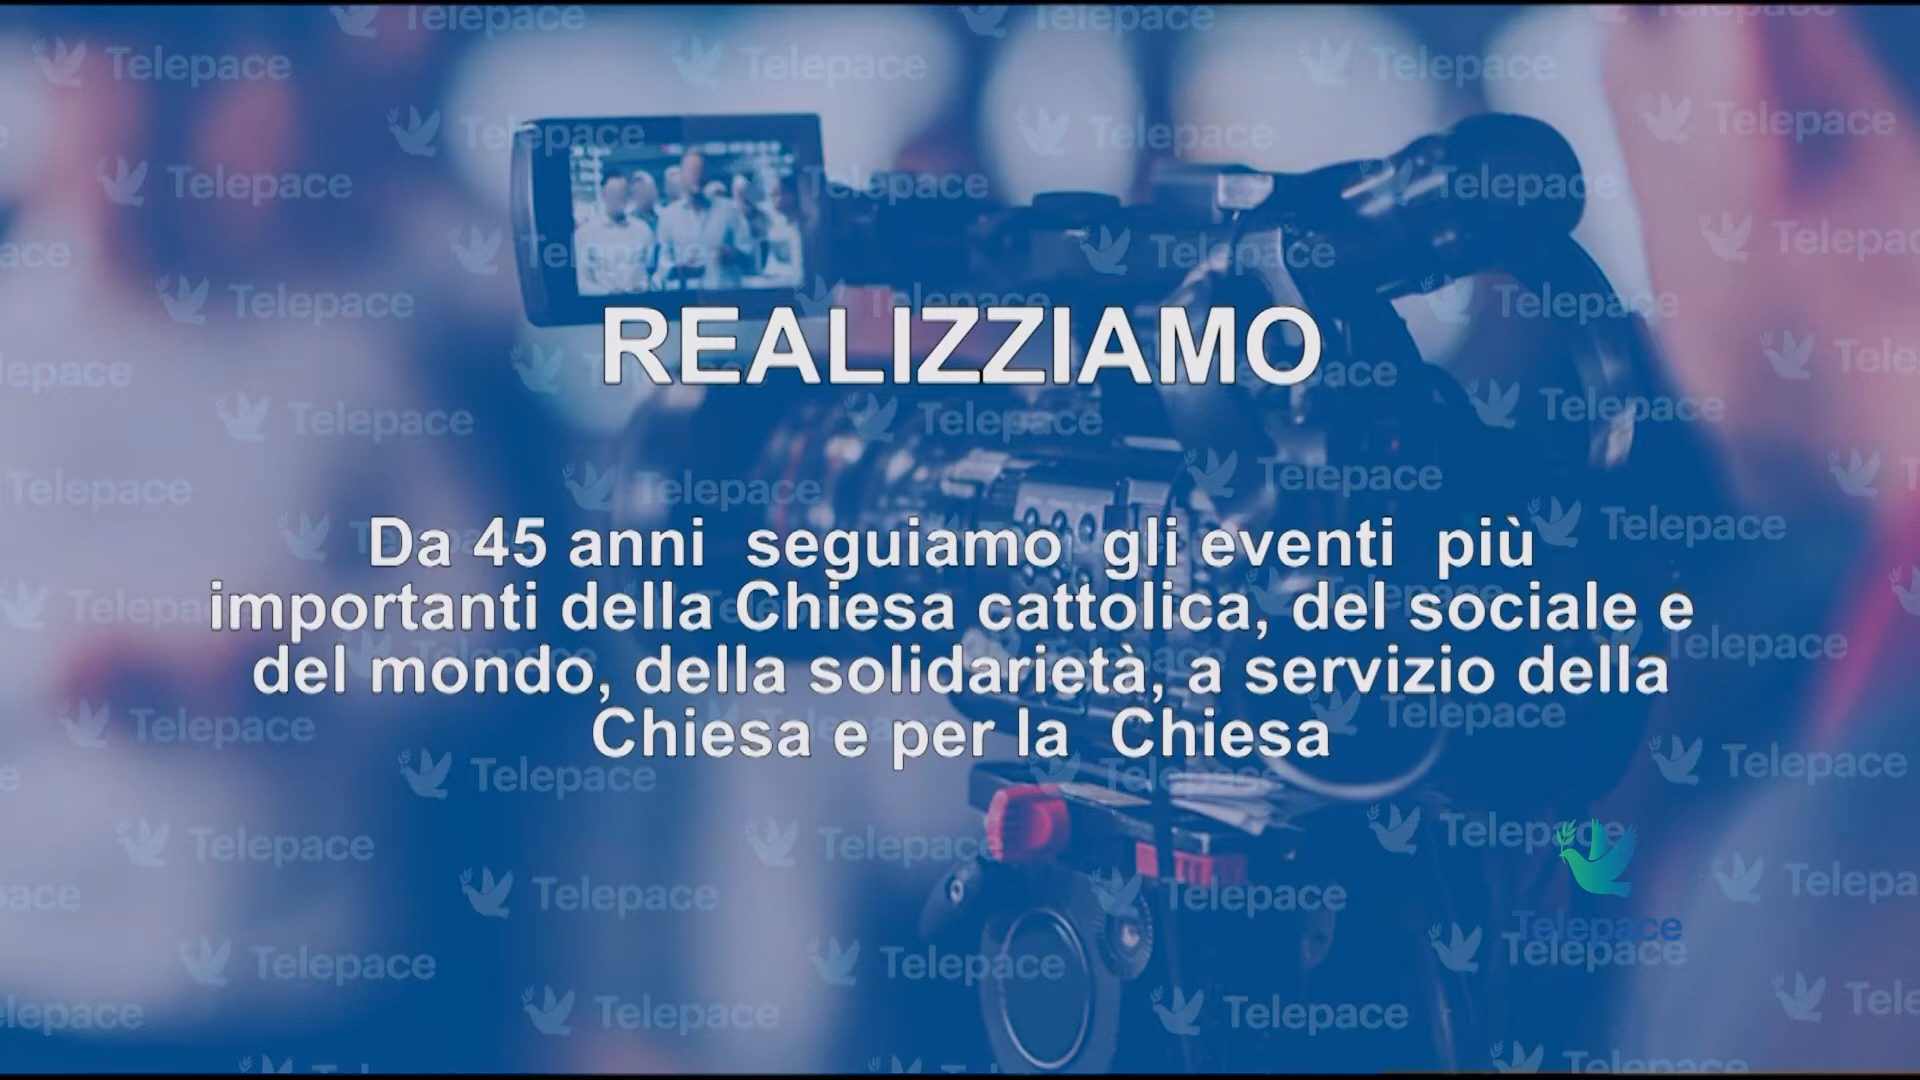 REALIZZIAMO
Da 45 anni seguiamo gli eventi più
importanti della Chiesa cattolica, del sociale e
del mondo, della solidarietà, a servizio della
Chiesa e per la Chiesa
Telepace